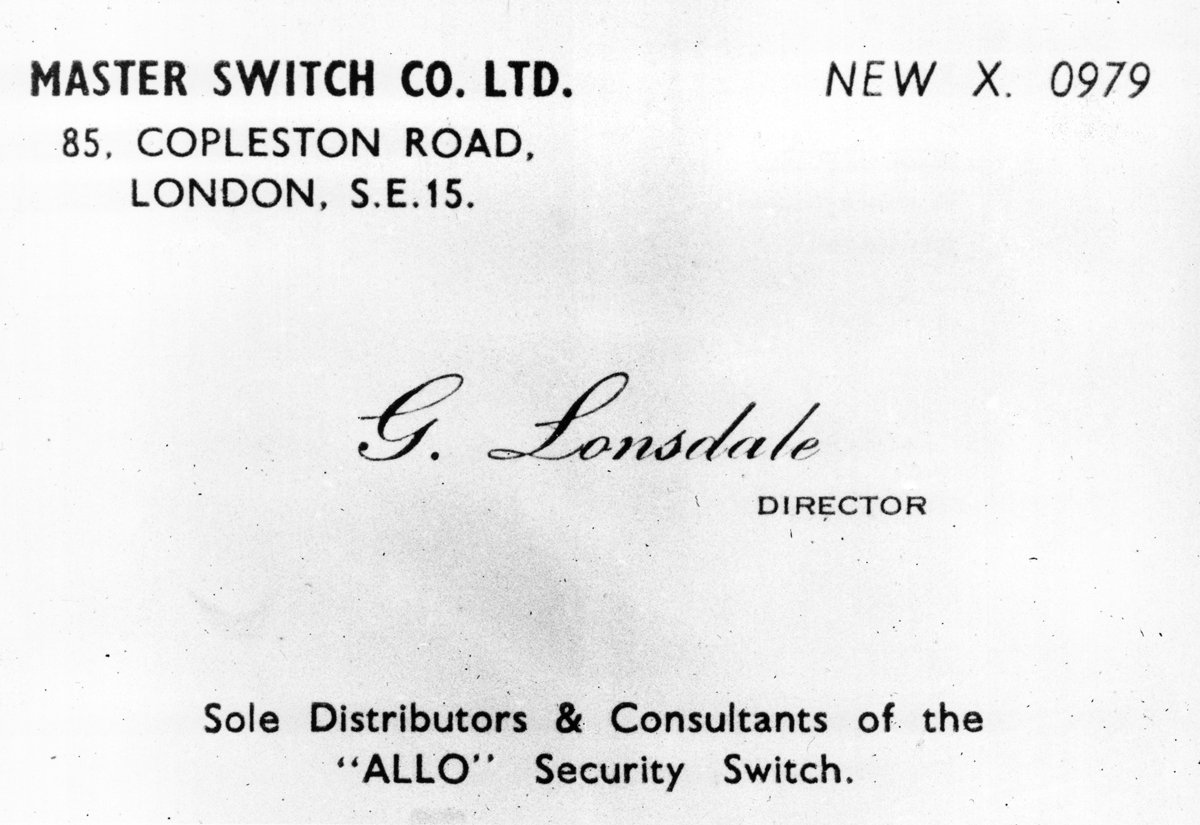 MASTER SWITCH CO. LTD.
NEW X. 0979
85, COPLESTON ROAD,
LONDON, S.E.15.
G. Lonsdale
DIRECTOR
Sole Distributors & Consultants of the
“ALLO” Security Switch.